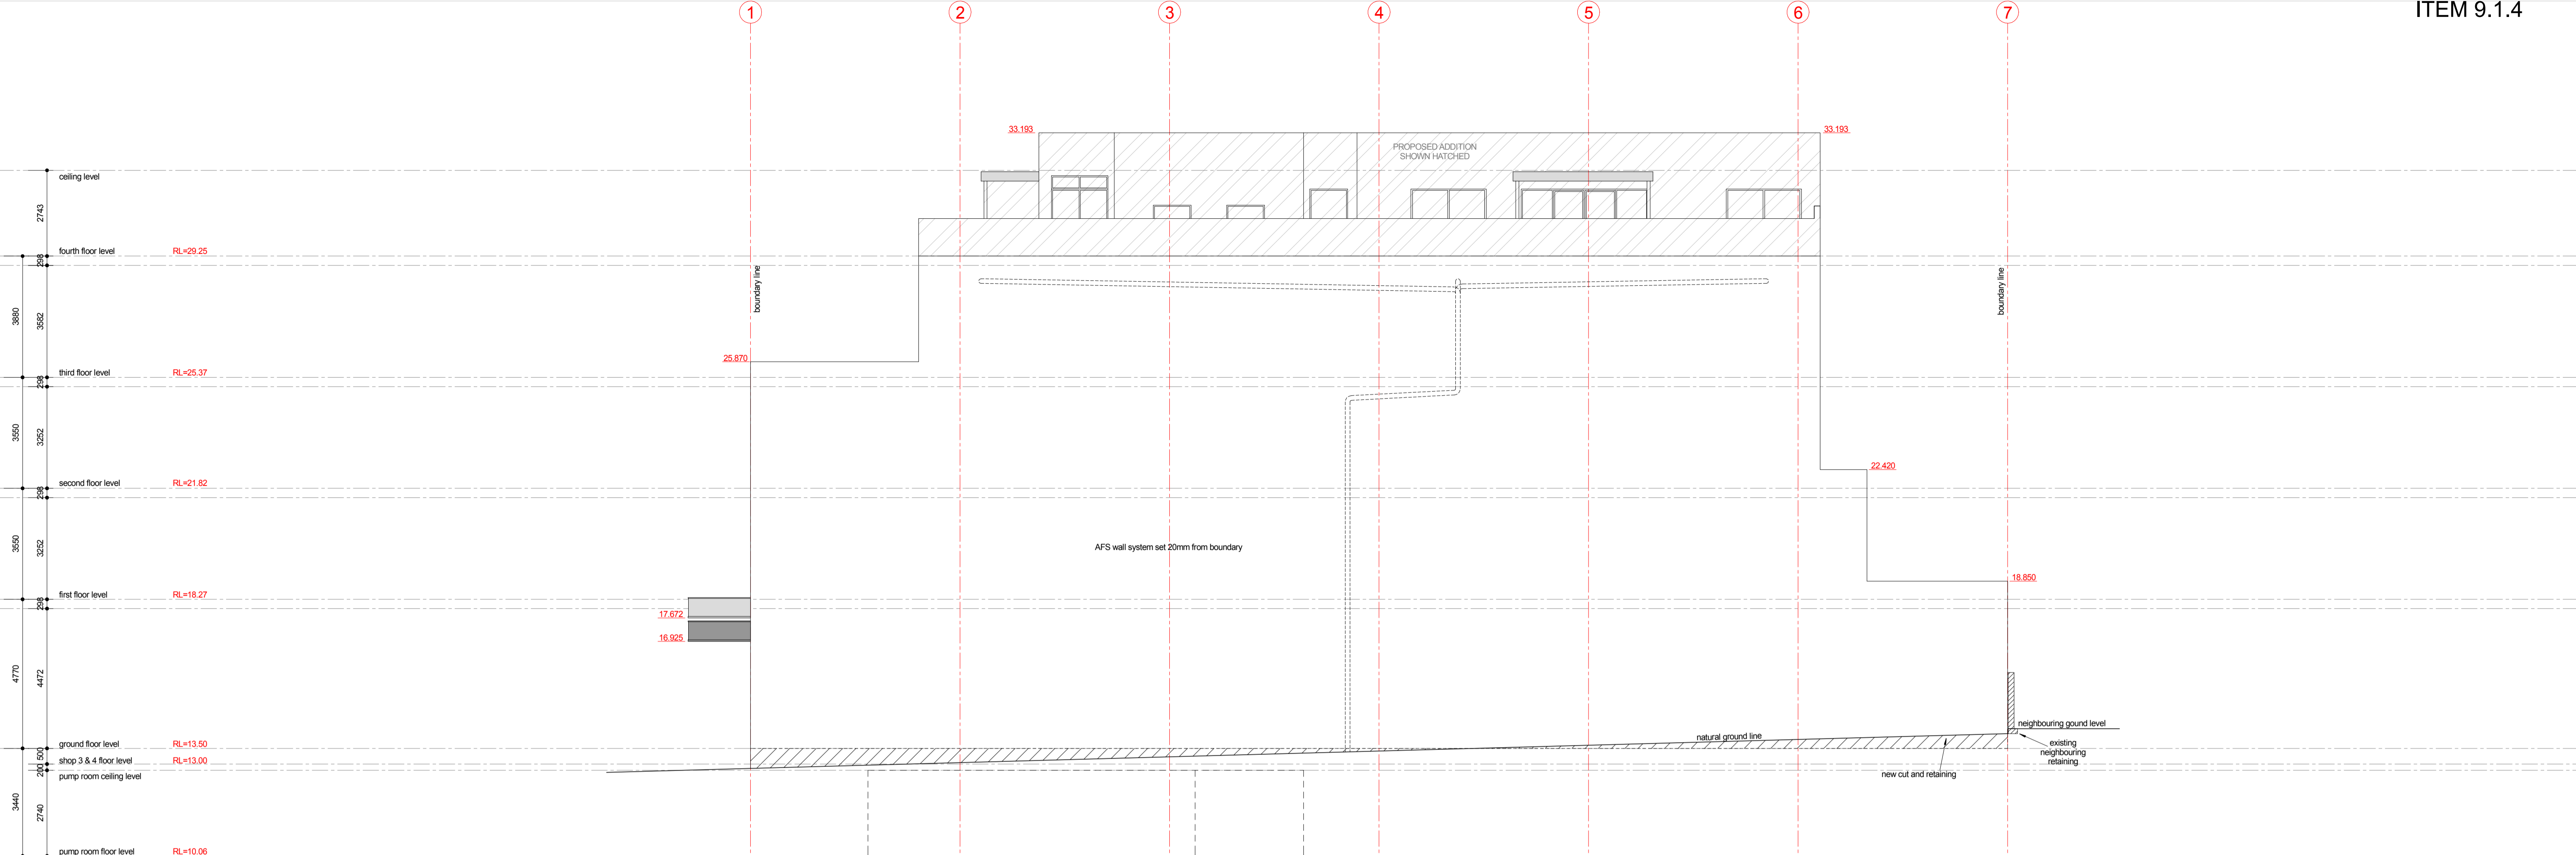 ITEM 9.1.4
1 2 3 4 5 6 7
33.193
33.193
PROPOSED ADDITION
SHOWN HATCHED
ceiling level
2743
fourth floor level RL=29.25
298
boundary line
boundary line
3880
3582
25.870
third floor level RL=25.37
298
3550
3252
22.420
second floor level RL=21.82
298
3550
3252
AFS wall system set 20mm from boundary
18.850
first floor level RL=18.27
298
17.672
16.925
4770
4472
neighbouring gound level
natural ground line
existing
neighbouring
retaining
new cut and retaining
ground floor level RL=13.50
500
shop 3 & 4 floor level RL=13.00
200
pump room ceiling level
3440
2740
pump room floor level RL=10.06